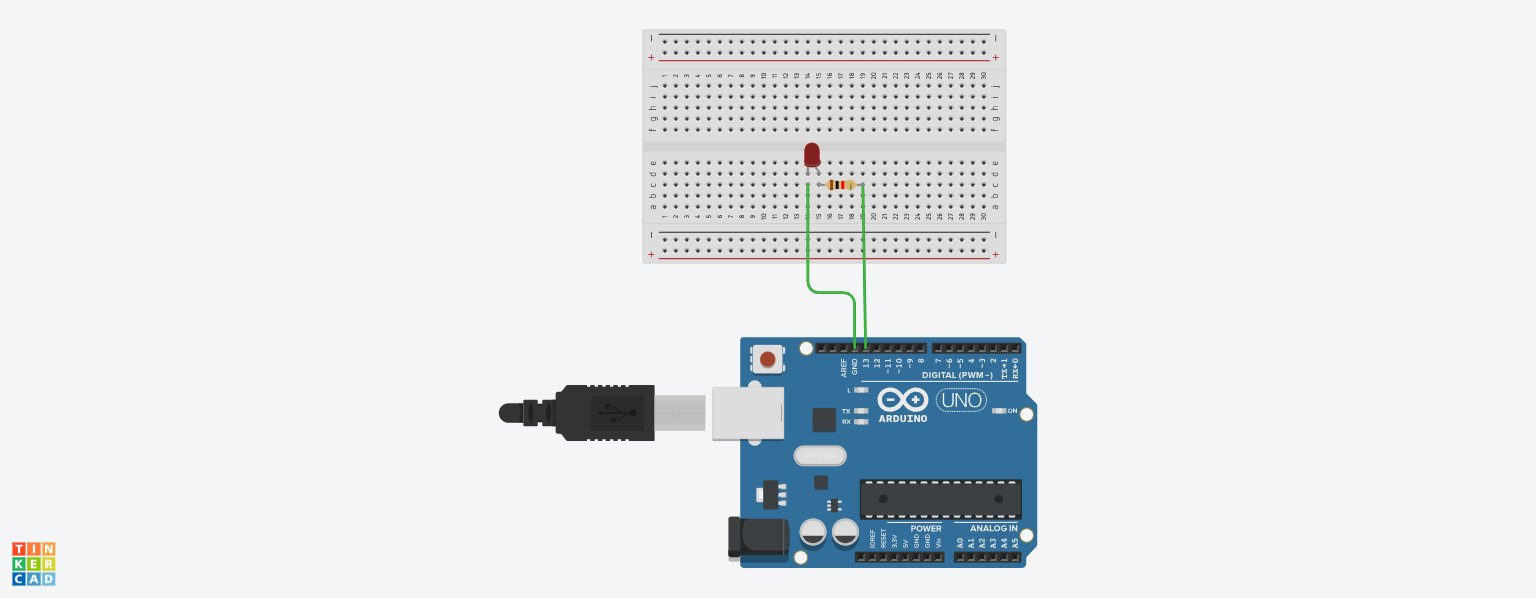 − −
+ +
1 2 3 4 5 6 7 8 9 10 11 12 13 14 15 16 17 18 19 20 21 22 23 24 25 26 27 28 29 30
j j
i i
h h
g g
f f
e e
d d
c c
b b
a a
1 2 3 4 5 6 7 8 9 10 11 12 13 15 16 17 18 20 21 22 23 24 25 26 27 28 29 30
− −
+ +
AREF GND 13 12 ~11 ~10 ~9 8 7 ~6 ~5 4 ~3 2 TX→1 RX←0
DIGITAL (PWM~)
L
TX
RX
ARDUINO
UNO
ON
POWER
ANALOG IN
IOREF RESET 3.3V 5V GND GND Vin A0 A1 A2 A3 A4 A5
TIN
KER
CAD